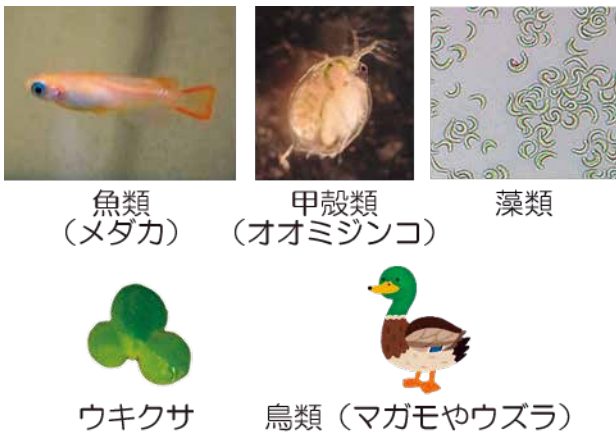 魚類
（メダカ）
甲殻類
（オオミジンコ）
藻類
ウキクサ
鳥類（マガモやウズラ）